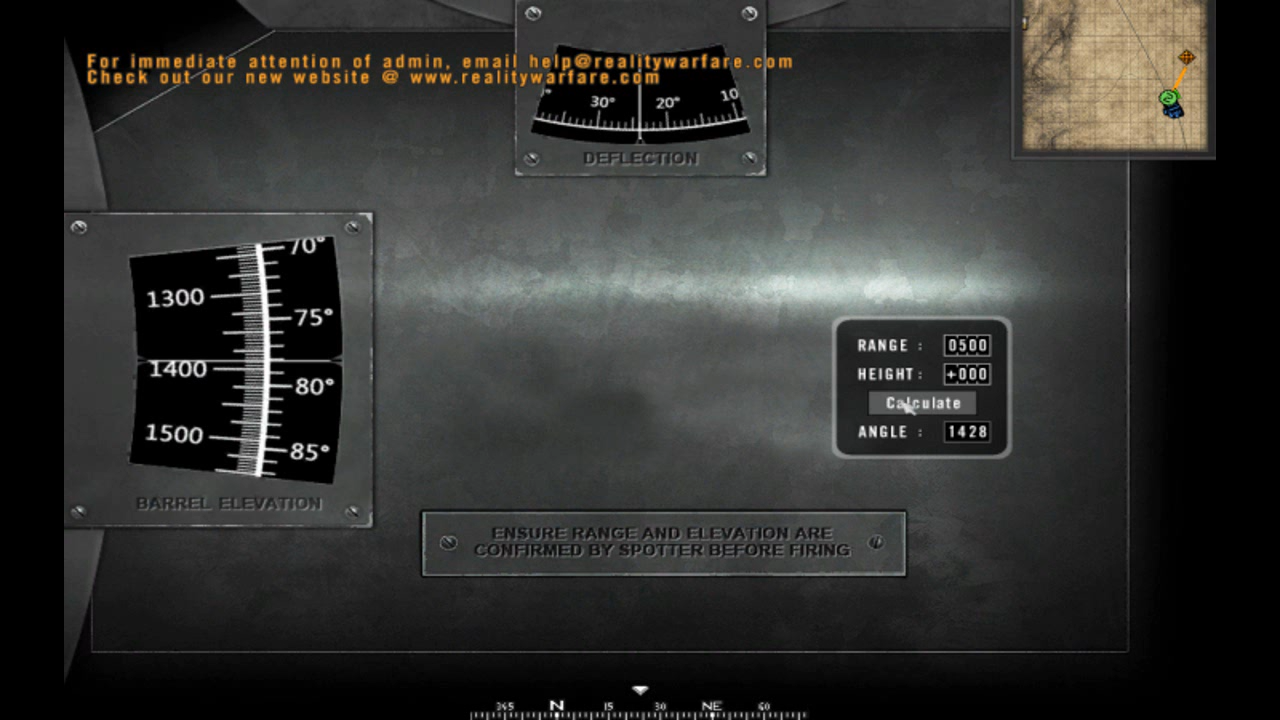 For immediate attention of admin, email help@realitywarfare.com
Check out our new website @ www.realitywarfare.com
30° 20° 10
DEFLECTION
70°
1300
75°
1400
80°
1500
85°
BARREL ELEVATION
RANGE : 0500
HEIGHT: +000
Calculate
ANGLE : 1428
ENSURE RANGE AND ELEVATION ARE
CONFIRMED BY SPOTTER BEFORE FIRING
345 N 15 30 NE 60